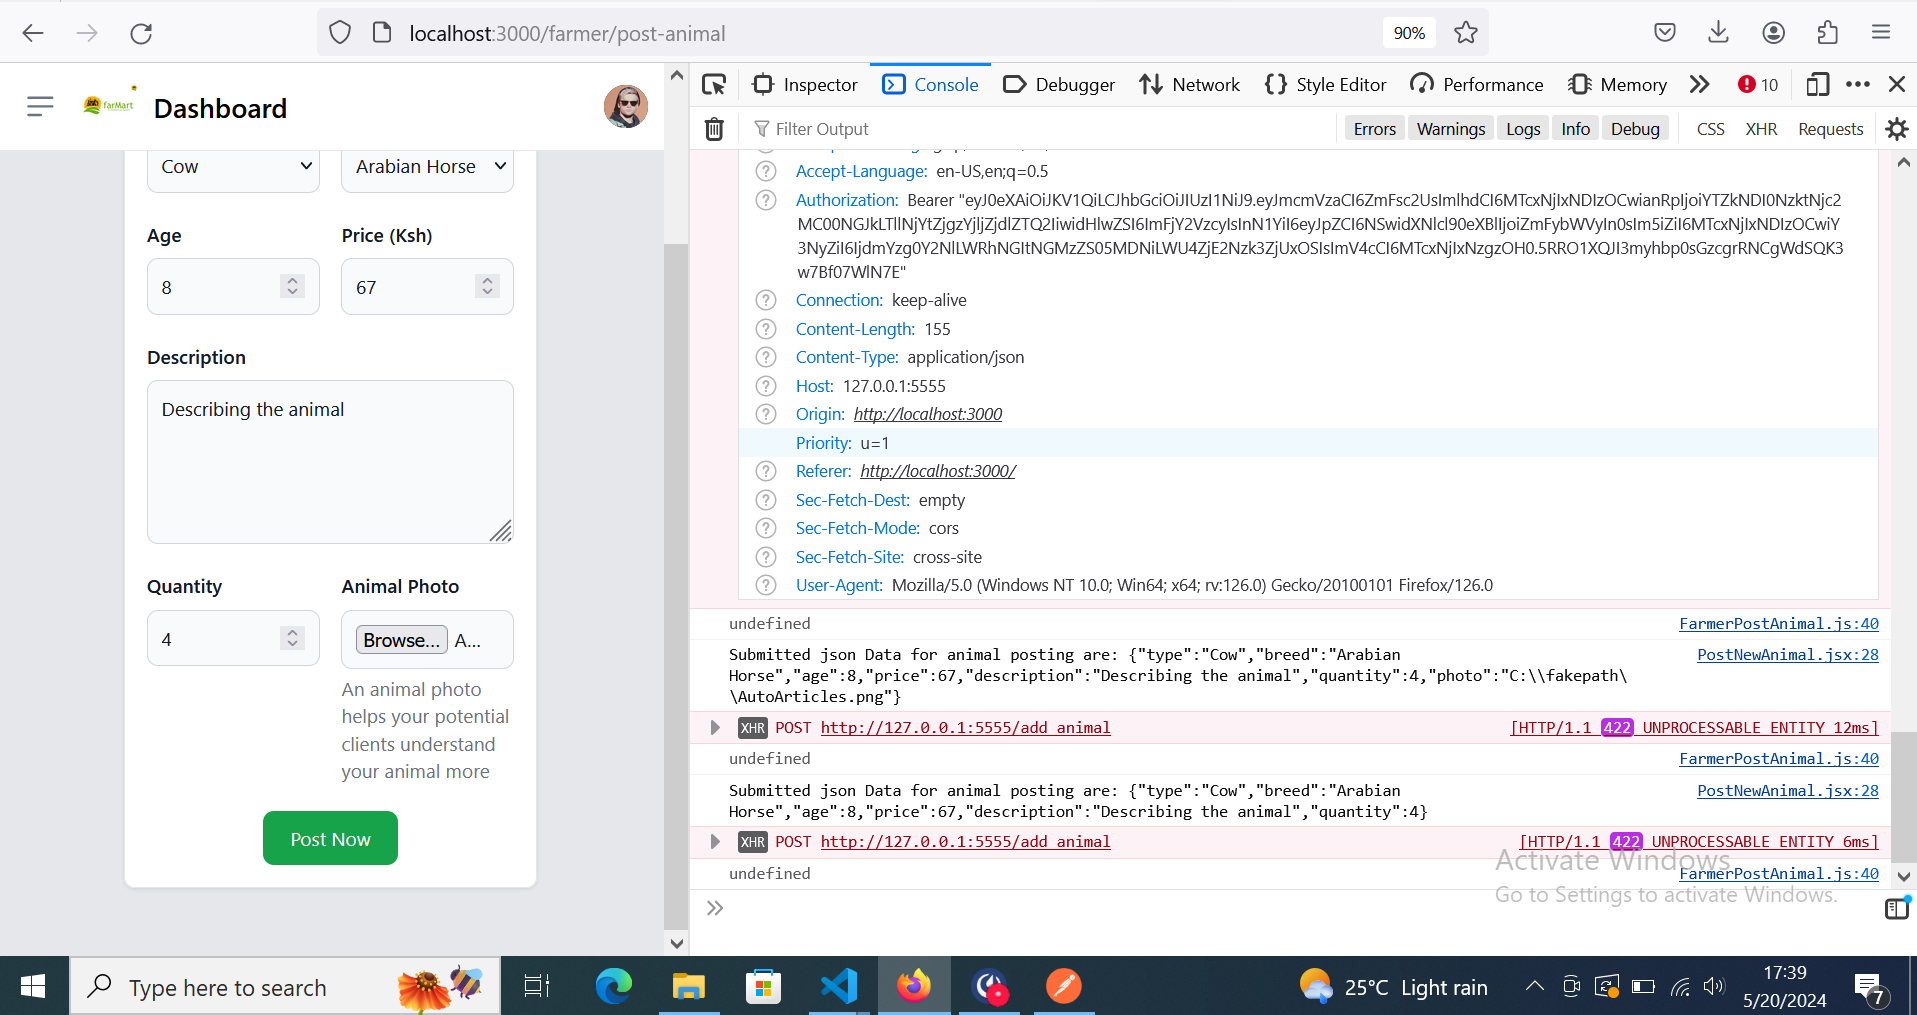 localhost:3000/farmer/post-animal
90%
farMart
Dashboard
Cow
Arabian Horse
Age
Price (Ksh)
8
67
Description
Describing the animal
Quantity
Animal Photo
4
Browse...
A...
An animal photo
helps your potential
clients understand
your animal more
Post Now
Inspector
Console
Debugger
Network
Style Editor
Performance
Memory
10
Filter Output
Errors
Warnings
Logs
Info
Debug
CSS
XHR
Requests
Accept-Language: en-US,en;q=0.5
Authorization: Bearer
Connection: keep-alive
Content-Length: 155
Content-Type: application/json
Host: 127.0.0.1:5555
Origin: http://localhost:3000
Priority: u=1
Referer: http://localhost:3000/
Sec-Fetch-Dest: empty
Sec-Fetch-Mode: cors
Sec-Fetch-Site: cross-site
User-Agent: Mozilla/5.0 (Windows NT 10.0; Win64; x64; rv:126.0) Gecko/20100101 Firefox/126.0
undefined
FarmerPostAnimal.js:40
Submitted json Data for animal posting are: {"type":"Cow","breed":"Arabian
PostNewAnimal.jsx:28
Horse","age":8,"price":67,"description":"Describing the animal","quantity":4,"photo":"C:\\fakepath\
\AutoArticles.png"}
XHR POST http://127.0.0.1:5555/add_animal
[HTTP/1.1 422 UNPROCESSABLE ENTITY 12ms]
undefined
FarmerPostAnimal.js:40
Submitted json Data for animal posting are: {"type":"Cow","breed":"Arabian
PostNewAnimal.jsx:28
Horse","age":8,"price":67,"description":"Describing the animal","quantity":4}
XHR POST http://127.0.0.1:5555/add_animal
[HTTP/1.1 422 UNPROCESSABLE ENTITY 6ms]
undefined
FarmerPostAnimal.js:40
Activate Windows
Go to Settings to activate Windows.
Type here to search
25°C Light rain
17:39
5/20/2024
7